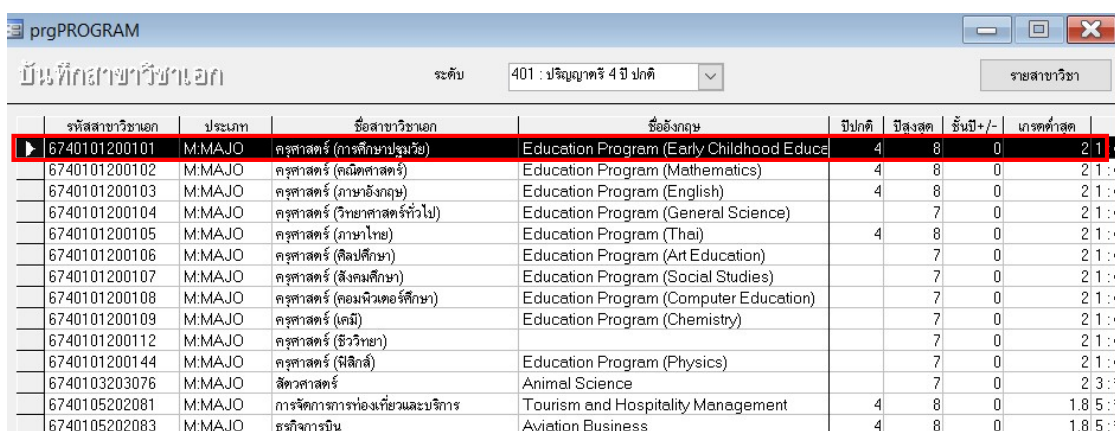 prgPROGRAM
บันทึกสาขาวิชาเอก ระดับ 401 : ปริญญาตรี 4 ปี ปกติ รายสาขาวิชา
รหัสสาขาวิชาเอก ประเภท ชื่อสาขาวิชาเอก ชื่ออังกฤษ ปีปกติ ปีสูงสุด ชั้นปี+/- เกรดต่ำสุด
6740101200101 M:MAJO ครุศาสตร์ (การศึกษาปฐมวัย) Education Program (Early Childhood Educa 4 8 0 2 1
6740101200102 M:MAJO ครุศาสตร์ (คณิตศาสตร์) Education Program (Mathematics) 4 8 0 2 1 :
6740101200103 M:MAJO ครุศาสตร์ (ภาษาอังกฤษ) Education Program (English) 4 8 0 2 1 :
6740101200104 M:MAJO ครุศาสตร์ (วิทยาศาสตร์ทั่วไป) Education Program (General Science) 7 0 2 1 :
6740101200105 M:MAJO ครุศาสตร์ (ภาษาไทย) Education Program (Thai) 4 8 0 2 1 :
6740101200106 M:MAJO ครุศาสตร์ (ศิลปศึกษา) Education Program (Art Education) 7 0 2 1 :
6740101200107 M:MAJO ครุศาสตร์ (สังคมศึกษา) Education Program (Social Studies) 7 0 2 1 :
6740101200108 M:MAJO ครุศาสตร์ (คอมพิวเตอร์ศึกษา) Education Program (Computer Education) 7 0 2 1 :
6740101200109 M:MAJO ครุศาสตร์ (เคมี) Education Program (Chemistry) 7 0 2 1 :
6740101200112 M:MAJO ครุศาสตร์ (ชีววิทยา) 7 0 2 1 :
6740101200144 M:MAJO ครุศาสตร์ (ฟิสิกส์) Education Program (Physics) 7 0 2 1 :
6740103203076 M:MAJO สัตวศาสตร์ Animal Science 7 0 2 3 :
6740105202081 M:MAJO การจัดการการท่องเที่ยวและบริการ Tourism and Hospitality Management 4 8 0 1.8 5 :
6740105202083 M:MAJO ธุรกิจการบิน Aviation Business 4 8 0 1.8 5 :